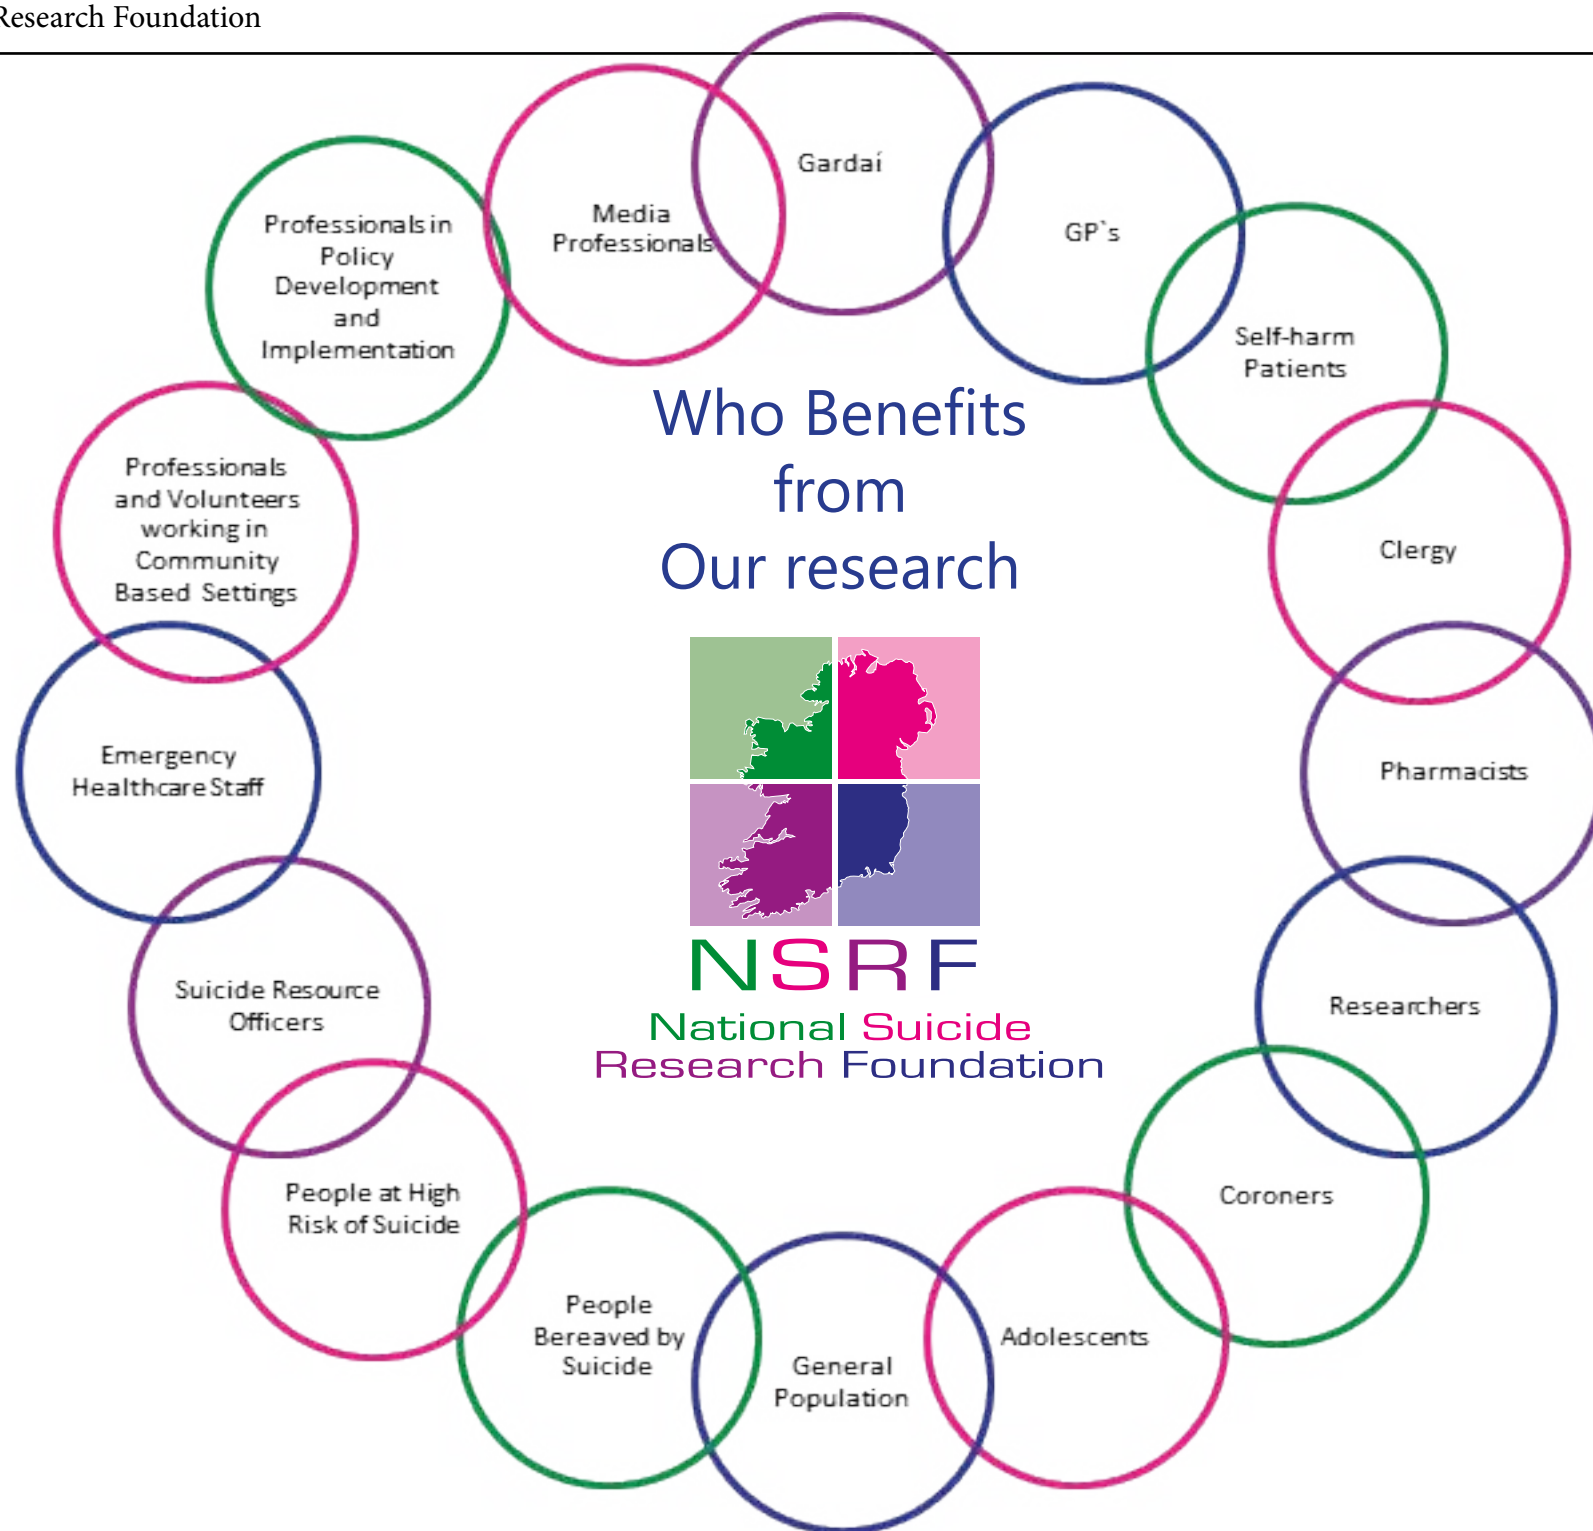 Research Foundation
Gardaí
Media
Professionals
GP`s
Professionals in
Policy
Development
and
Implementation
Self-harm
Patients
Who Benefits
from
Our research
Professionals
and Volunteers
working in
Community
Based Settings
Clergy
Emergency
Healthcare Staff
Pharmacists
NSRF
National Suicide
Research Foundation
Suicide Resource
Officers
Researchers
People at High
Risk of Suicide
Coroners
People
Bereaved by
Suicide
General
Population
Adolescents